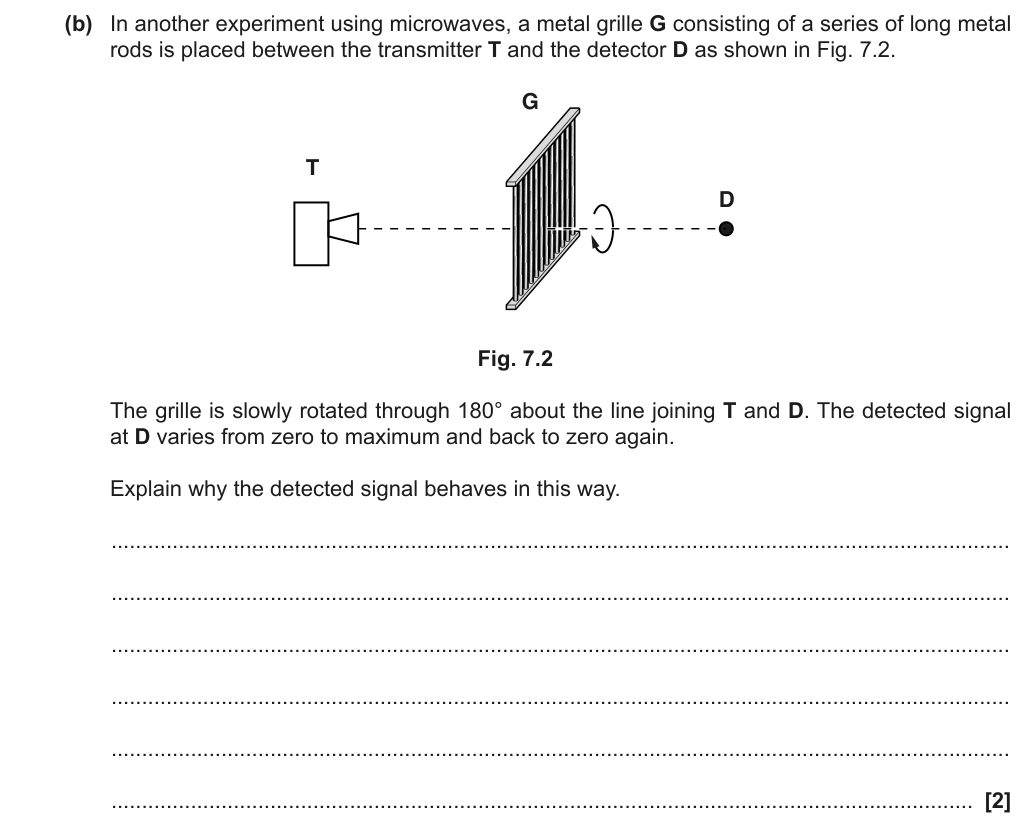 (b) In another experiment using microwaves, a metal grille G consisting of a series of long metal
rods is placed between the transmitter T and the detector D as shown in Fig. 7.2.
G
T
D
Fig. 7.2
The grille is slowly rotated through 180° about the line joining T and D. The detected signal
at D varies from zero to maximum and back to zero again.
Explain why the detected signal behaves in this way.
[2]